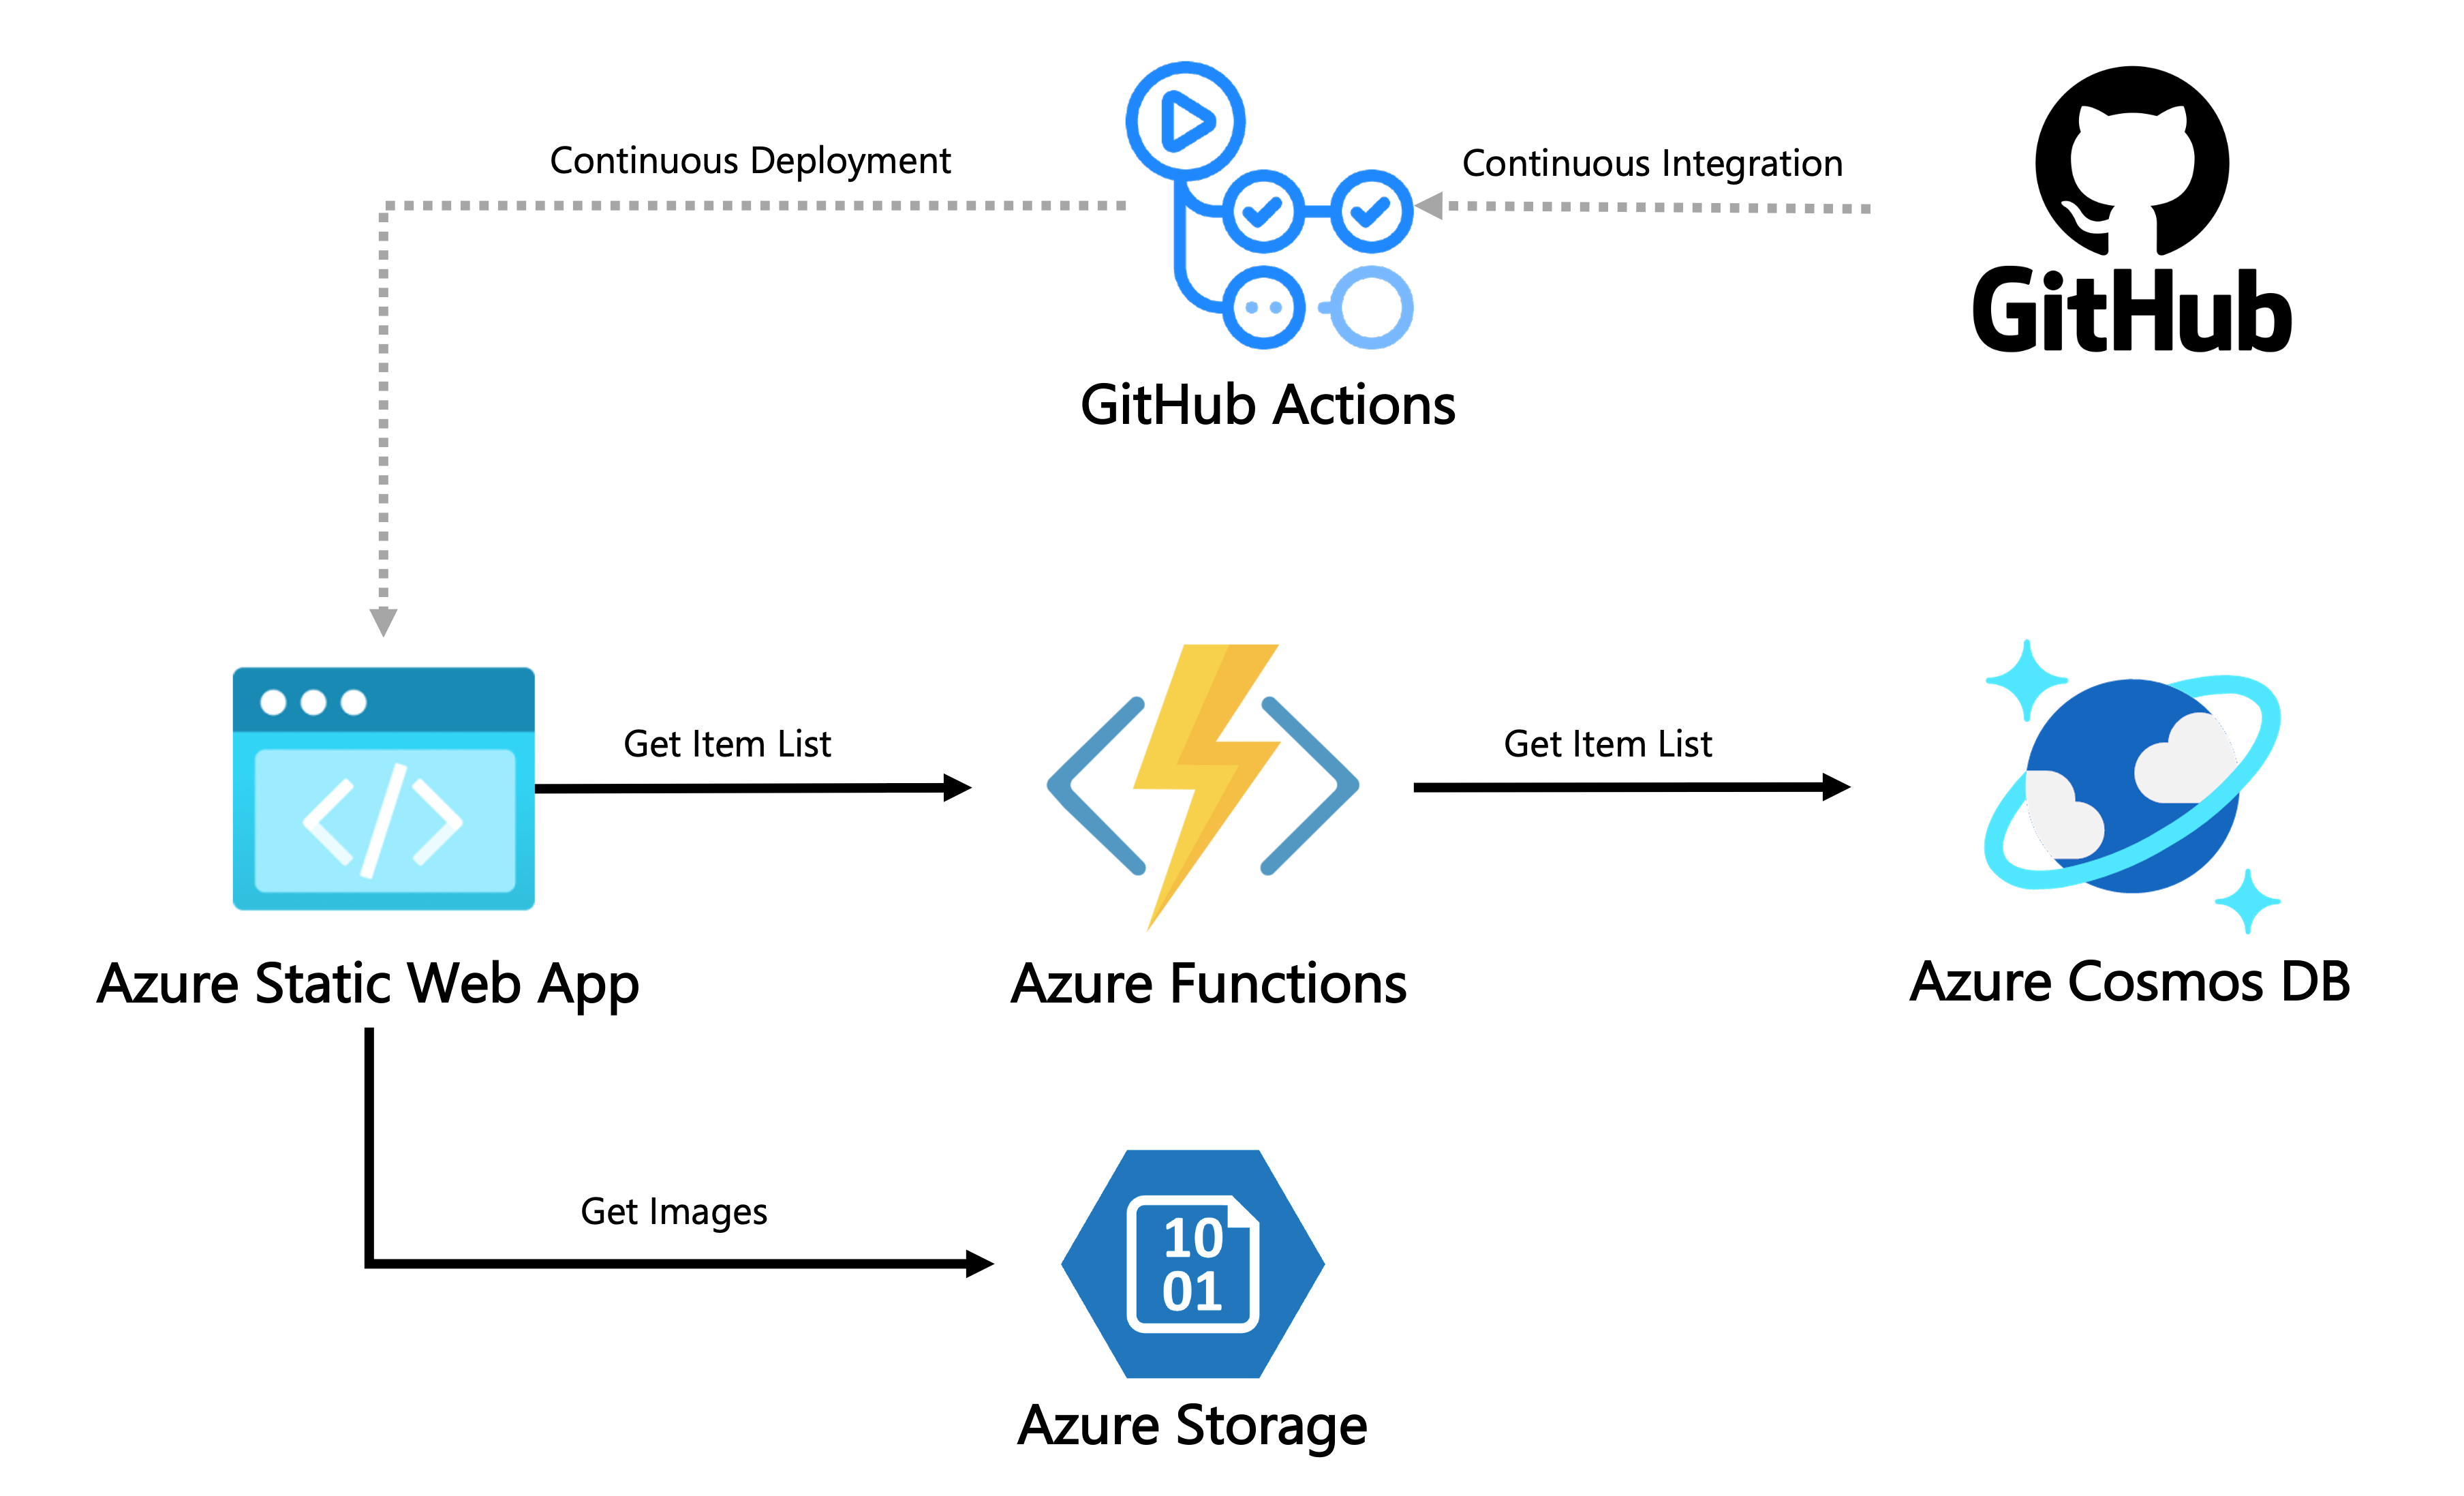 Continuous Deployment
Continuous Integration
GitHub
GitHub Actions
Get Item List
Get Item List
Azure Static Web App
Azure Functions
Azure Cosmos DB
Get Images
10
01
Azure Storage